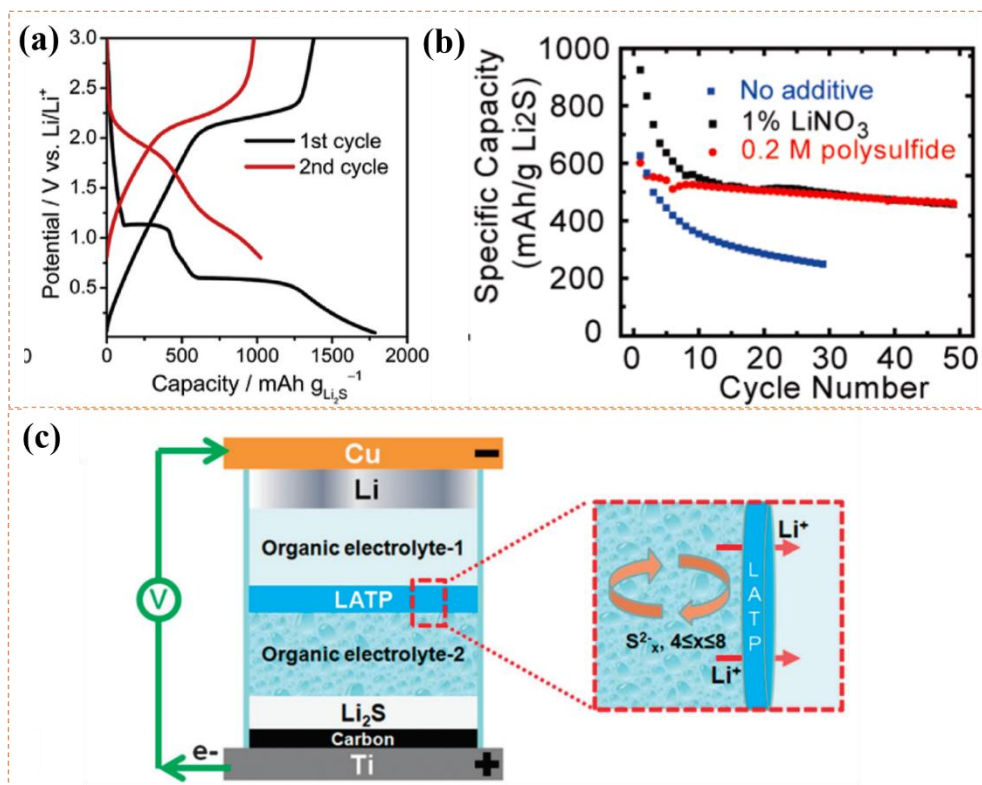 (a)
3.0
2.5
2.0
1.5
1.0
0.5
Potential / V vs. Li/Li⁺
1st cycle
2nd cycle
0
0 500 1000 1500 2000
Capacity / mAh g_Li₂S⁻¹
(b)
1000
800
600
400
200
0
Specific Capacity
(mAh/g Li2S)
No additive
1% LiNO₃
0.2 M polysulfide
0 10 20 30 40 50
Cycle Number
(c)
Cu −
Li
Organic electrolyte-1
LATP
Organic electrolyte-2
Li₂S
Carbon
Ti +
V
e-
Li⁺
LATP
S²⁻ₓ, 4≤x≤8
Li⁺